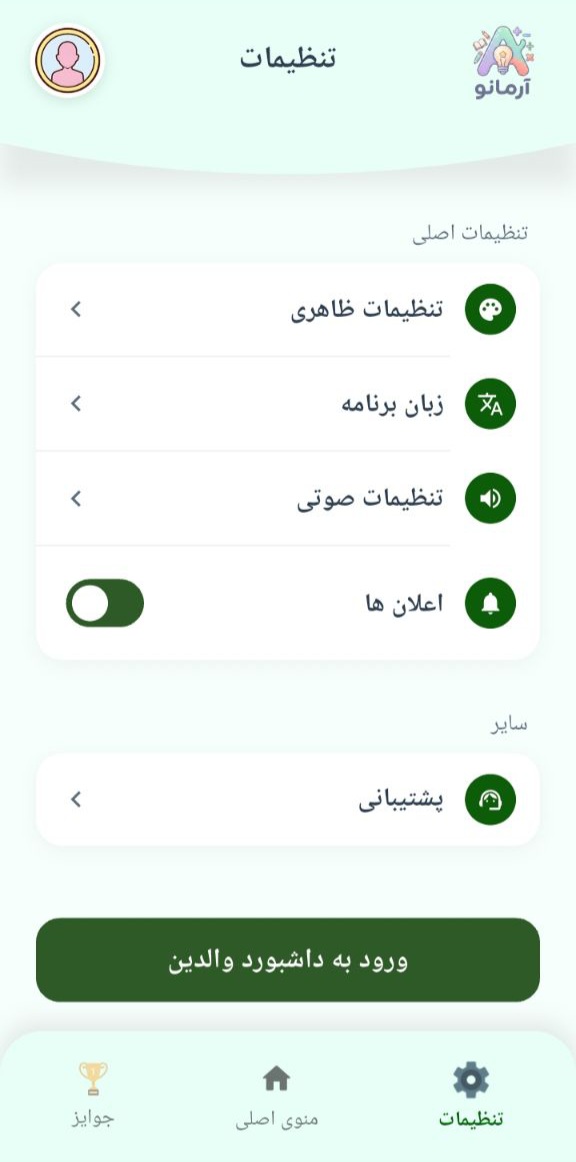 آرمانو
تنظیمات
تنظیمات اصلی
تنظیمات ظاهری
زبان برنامه
تنظیمات صوتی
اعلان ها
سایر
پشتیبانی
ورود به داشبورد والدین
تنظیمات
منوی اصلی
جوایز